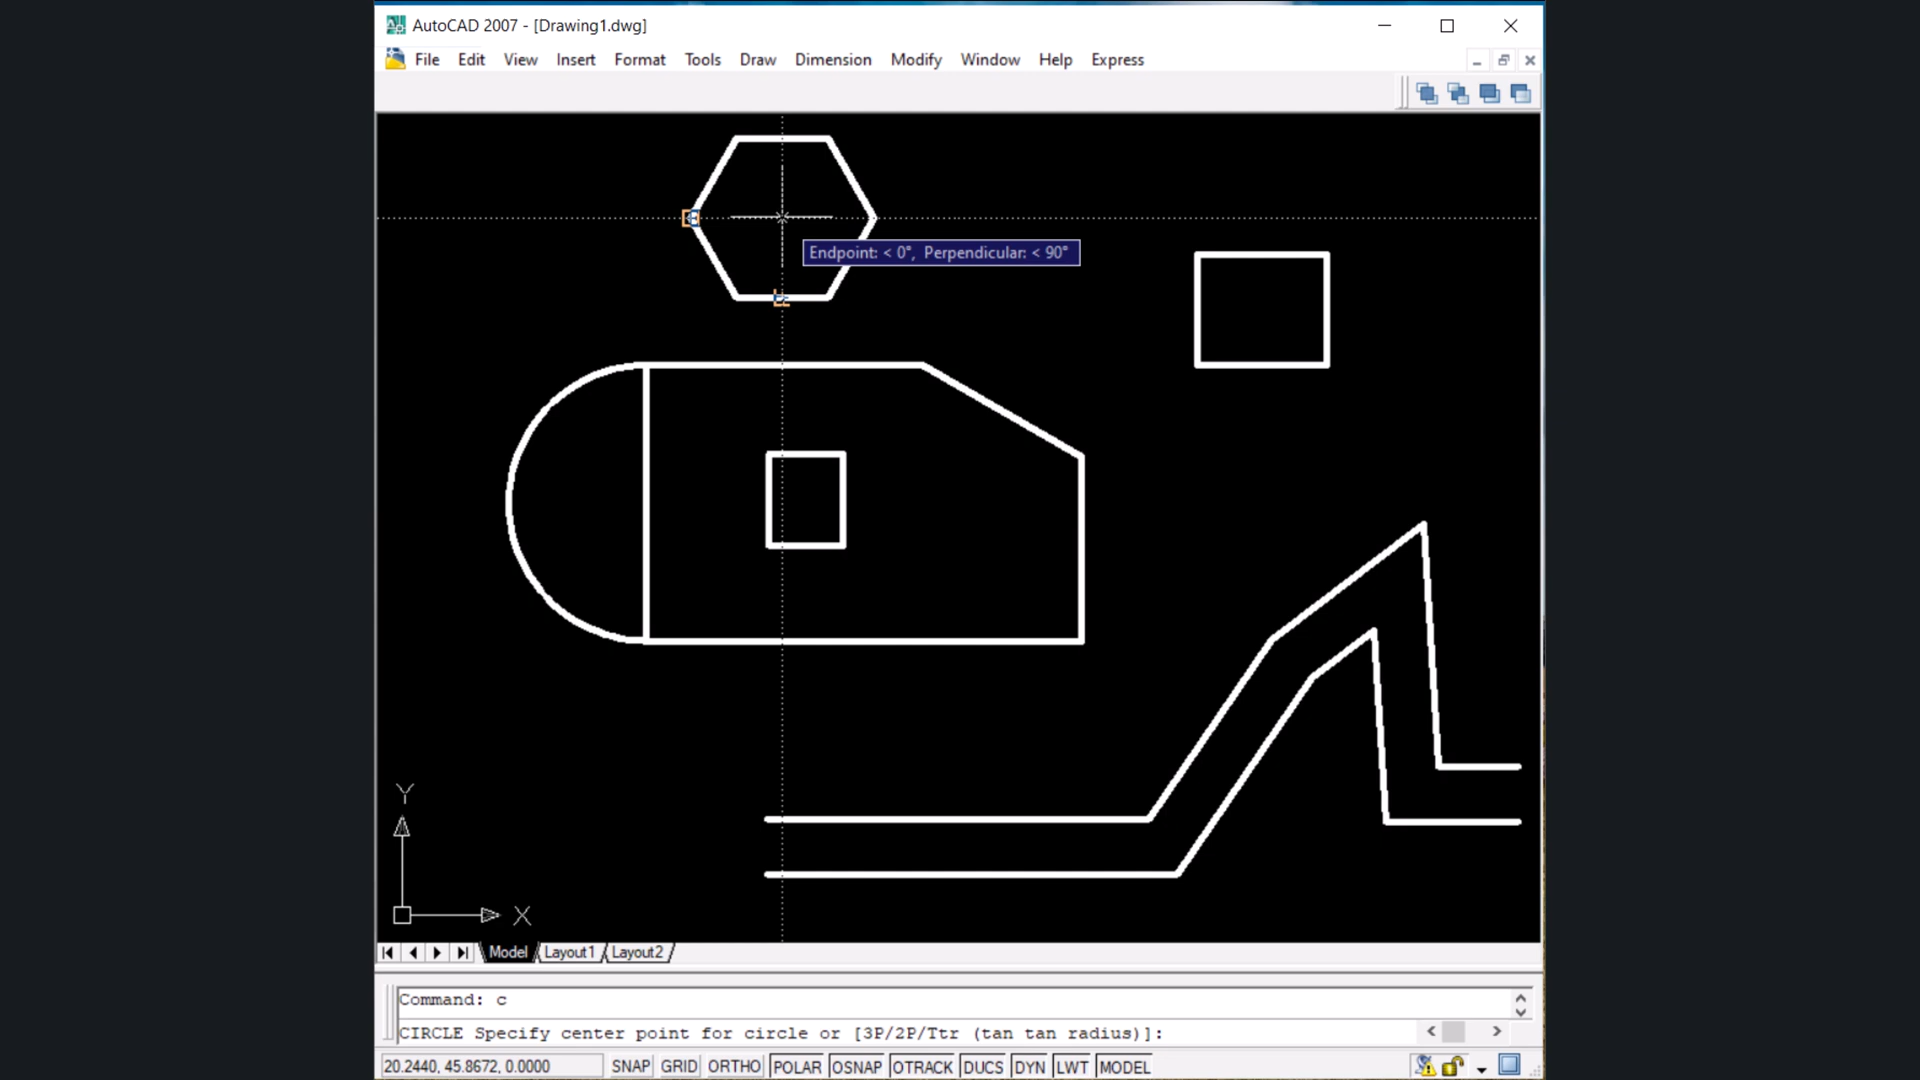 AutoCAD 2007 - [Drawing1.dwg]
File Edit View Insert Format Tools Draw Dimension Modify Window Help Express
Endpoint: < 0°, Perpendicular: < 90°
Y
X
Model Layout1 Layout2
Command: c
CIRCLE Specify center point for circle or [3P/2P/Ttr (tan tan radius)]:
20.2440, 45.8672, 0.0000 SNAP GRID ORTHO POLAR OSNAP OTRACK DUCS DYN LWT MODEL